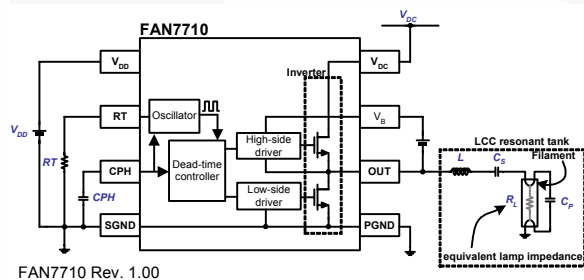 FAN7710
V_DC
V_DD
V_DC
Inverter
RT
Oscillator
V_B
High-side
driver
V_DD
RT
LCC resonant tank
Filament
CPH
Dead-time
controller
OUT
L
C_S
CPH
Low-side
driver
R_L
C_P
SGND
PGND
equivalent lamp impedance
FAN7710 Rev. 1.00